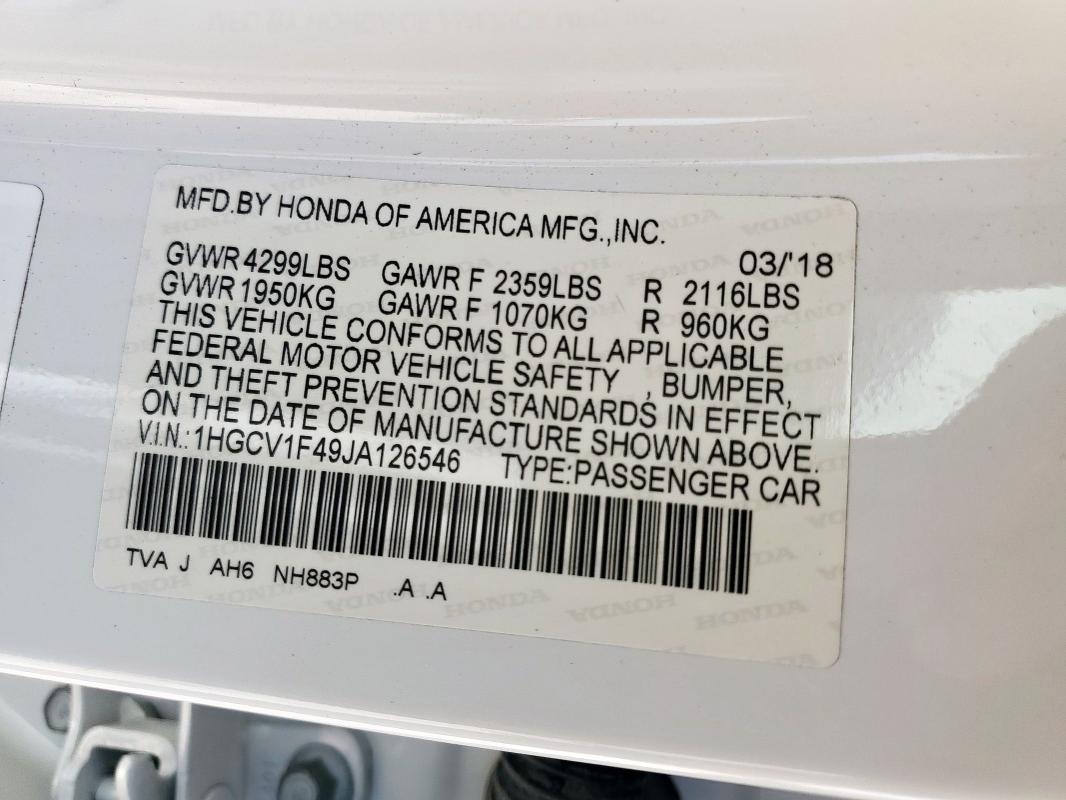 MFD.BY HONDA OF AMERICA MFG.,INC.
03/'18
GVWR 4299LBS GAWR F 2359LBS R 2116LBS
GVWR 1950KG GAWR F 1070KG R 960KG
THIS VEHICLE CONFORMS TO ALL APPLICABLE
FEDERAL MOTOR VEHICLE SAFETY , BUMPER,
AND THEFT PREVENTION STANDARDS IN EFFECT
ON THE DATE OF MANUFACTURE SHOWN ABOVE.
V.I.N.:1HGCV1F49JA126546 TYPE:PASSENGER CAR
TVA J AH6 NH883P .A .A